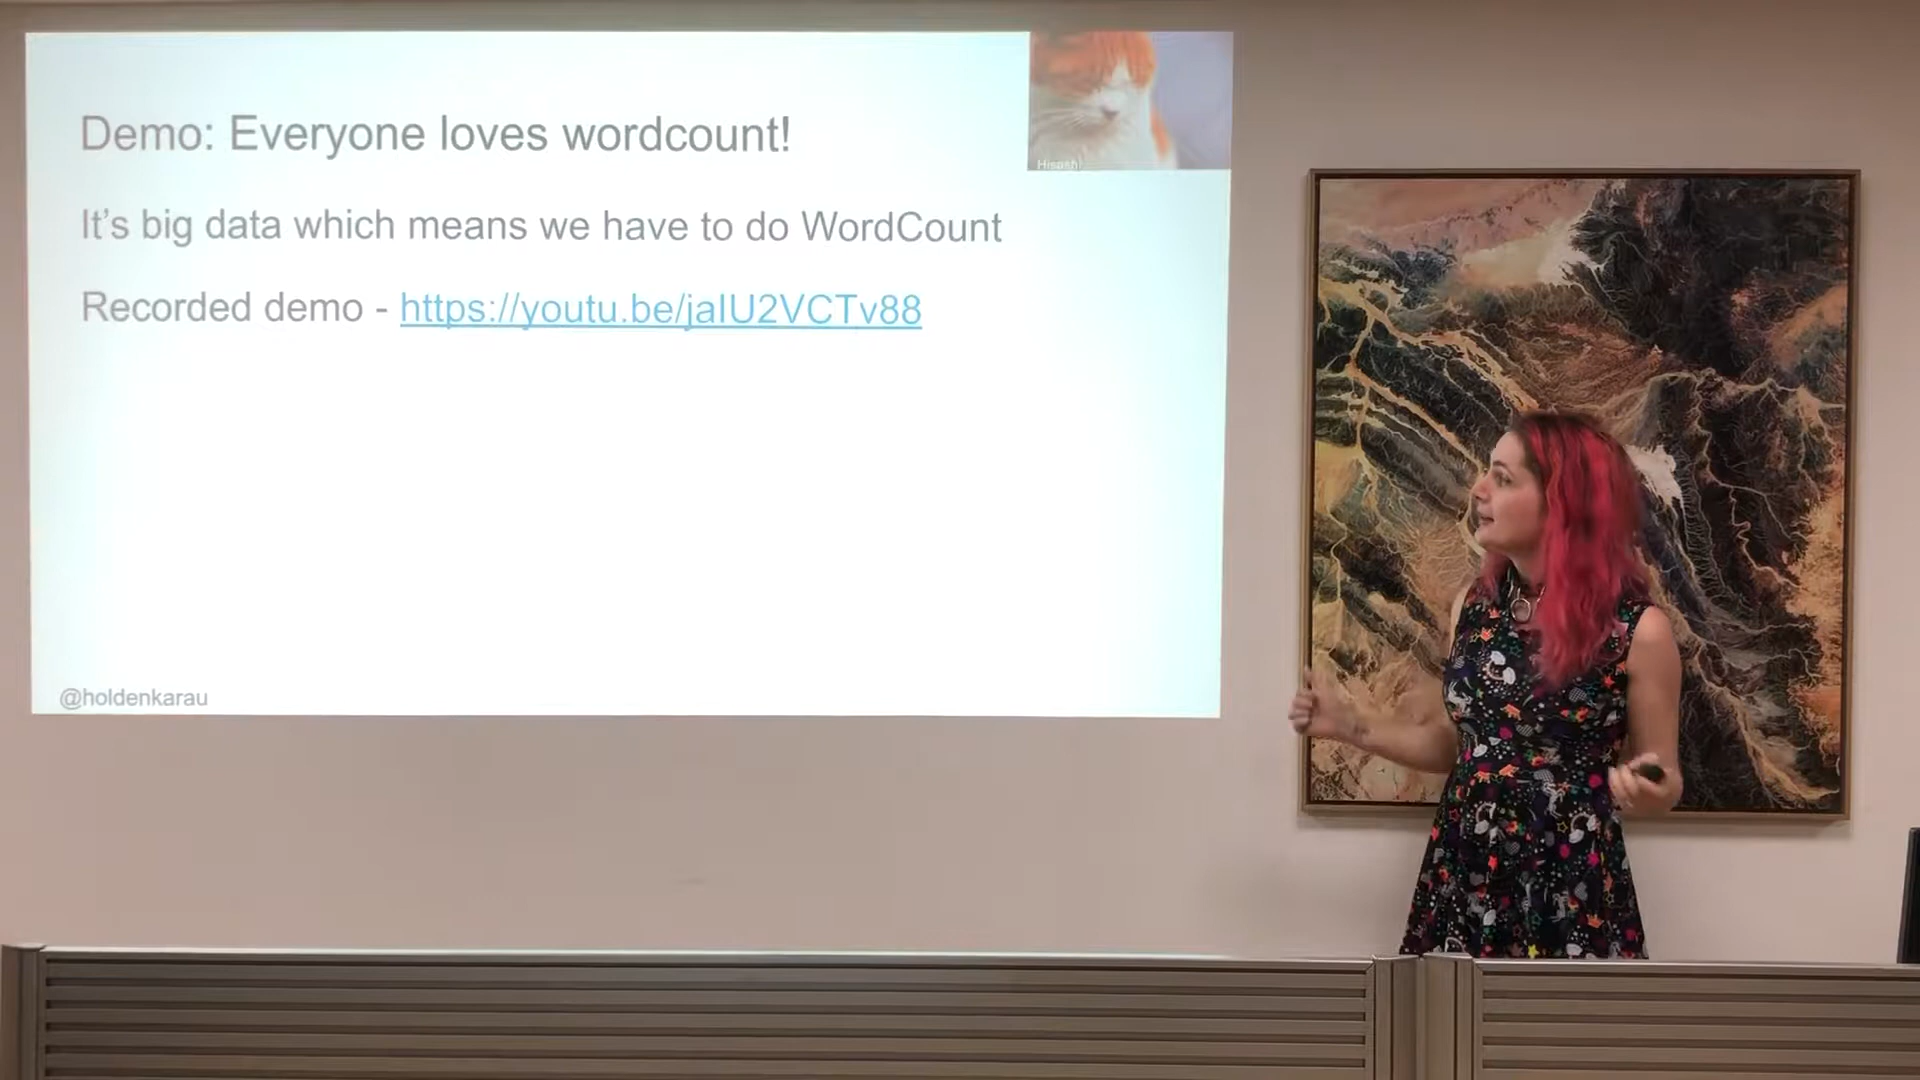 Demo: Everyone loves wordcount!
It's big data which means we have to do WordCount
Recorded demo - https://youtu.be/jaIU2VCTv88
Hisashi
@holdenkarau